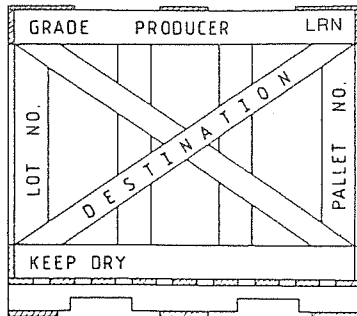 GRADE PRODUCER LRN
LOT NO.
DESTINATION
PALLET NO.
KEEP DRY